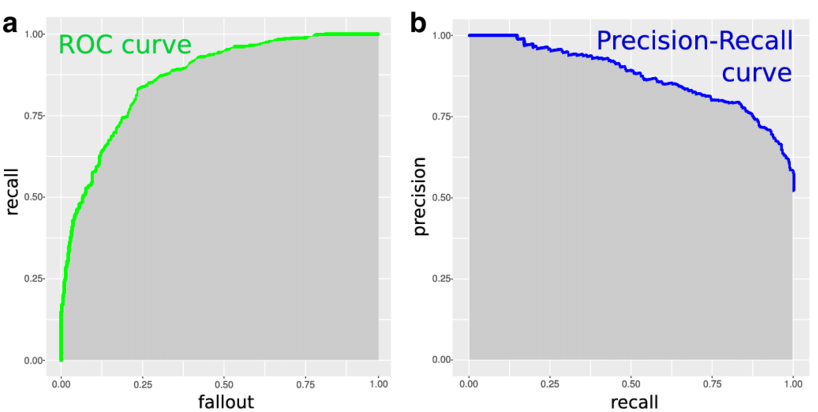 a
ROC curve
1.00
0.75
0.50
0.25
0.00
recall
0.00 0.25 0.50 0.75 1.00
fallout
b
Precision-Recall
curve
1.00
0.75
0.50
0.25
0.00
precision
0.00 0.25 0.50 0.75 1.00
recall